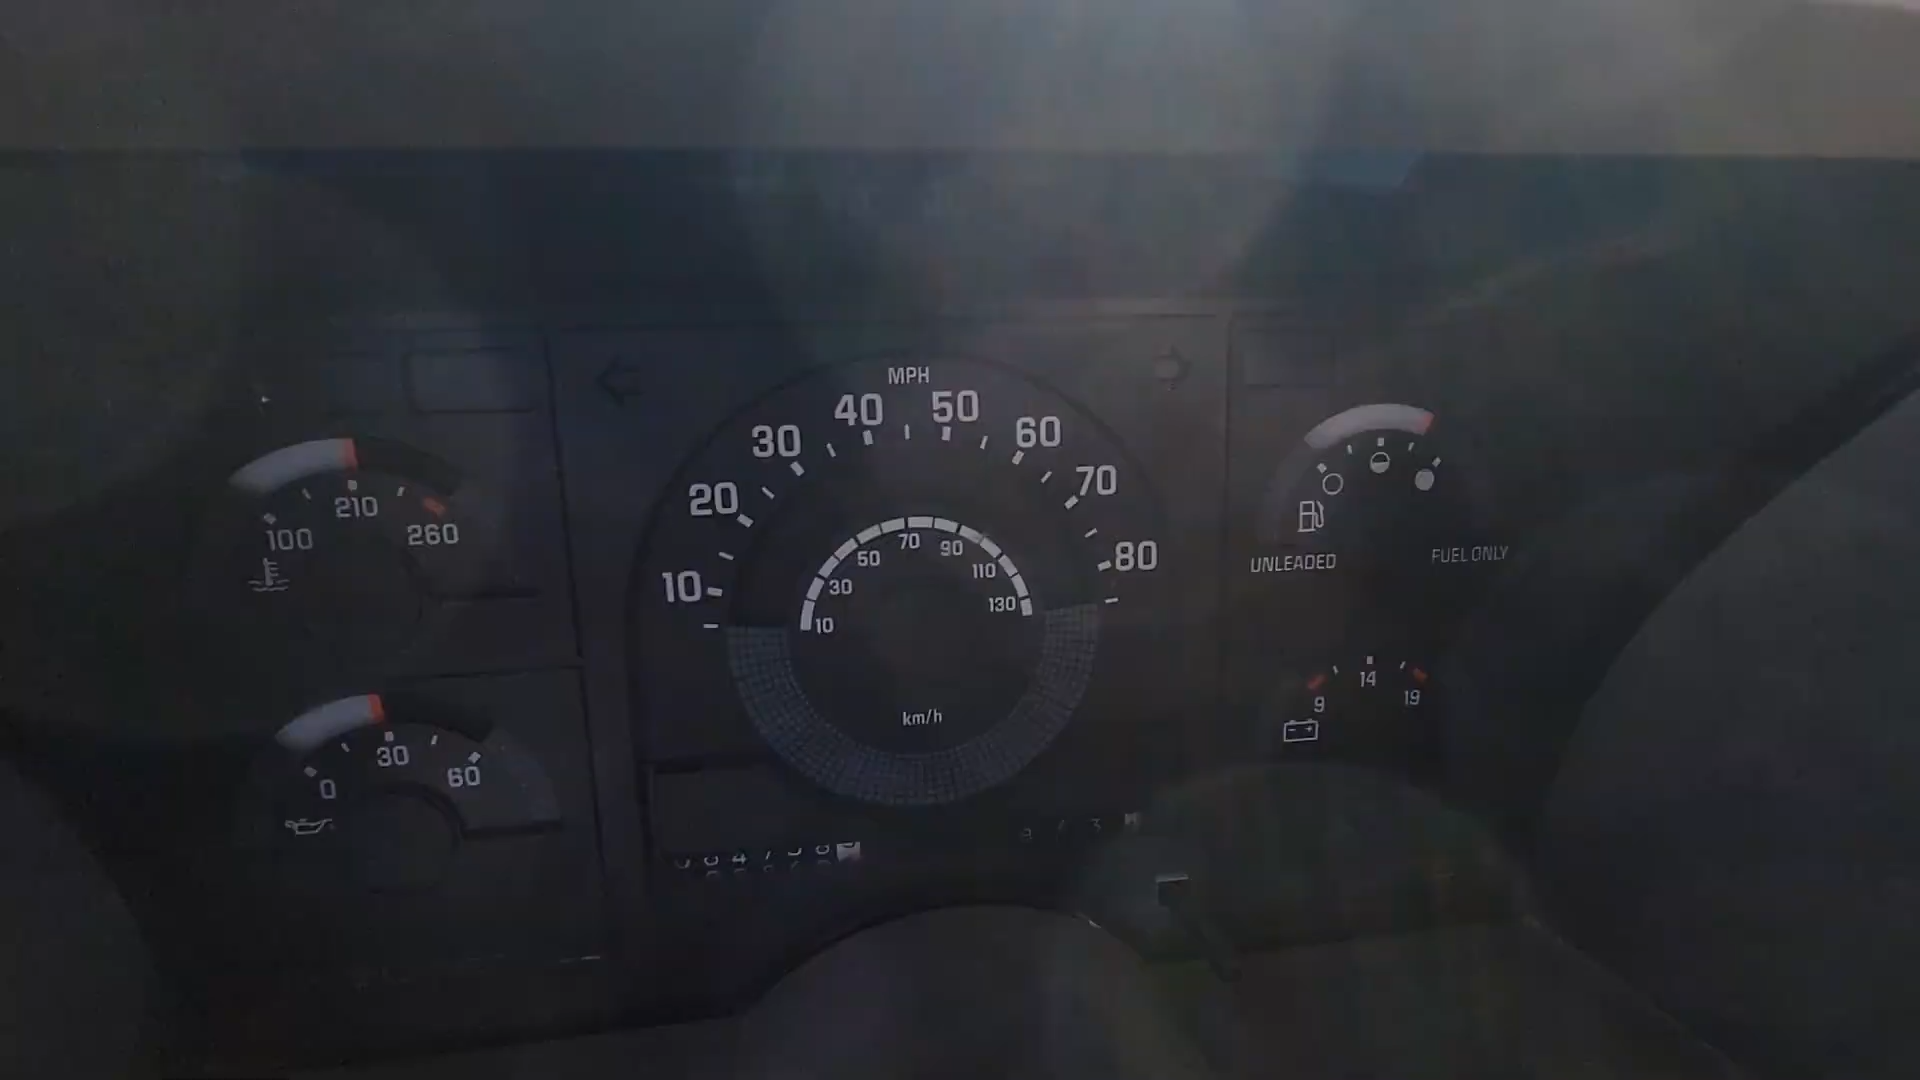 MPH
10 20 30 40 50 60 70 80
10 30 50 70 90 110 130
km/h
100 210 260
0 30 60
UNLEADED FUEL ONLY
9 14 19